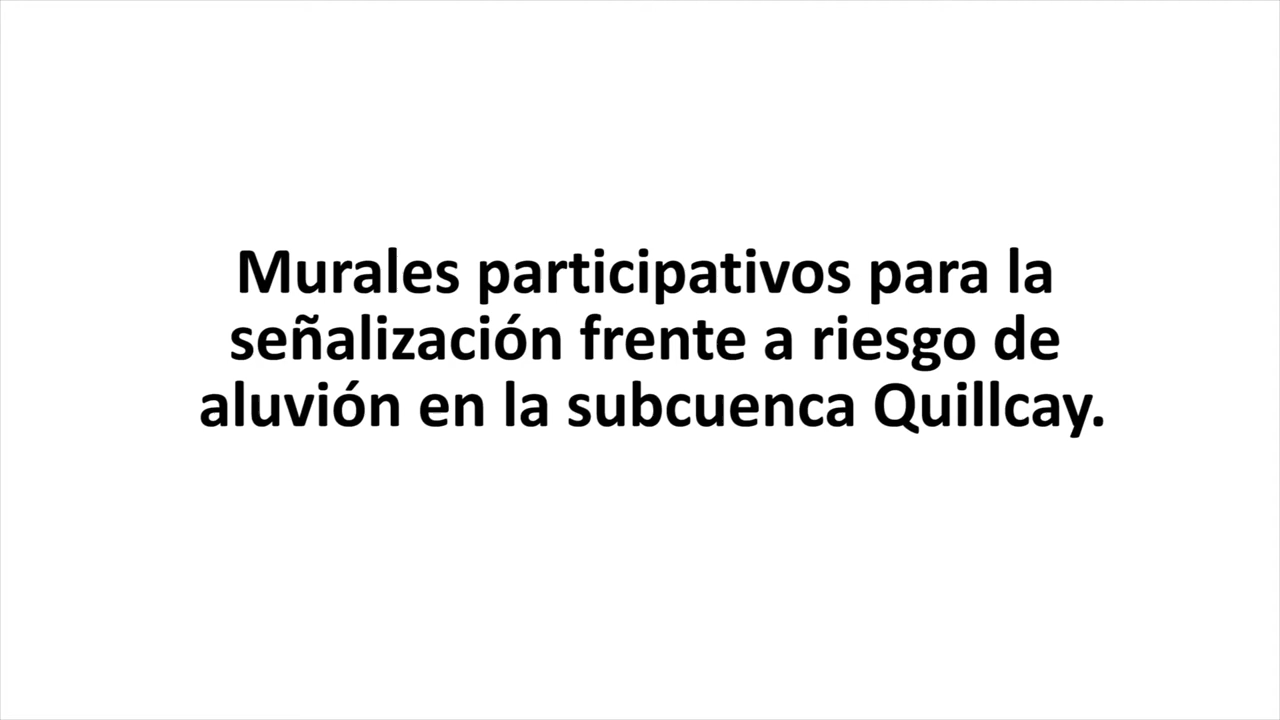 Murales participativos para la
señalización frente a riesgo de
aluvión en la subcuenca Quillcay.